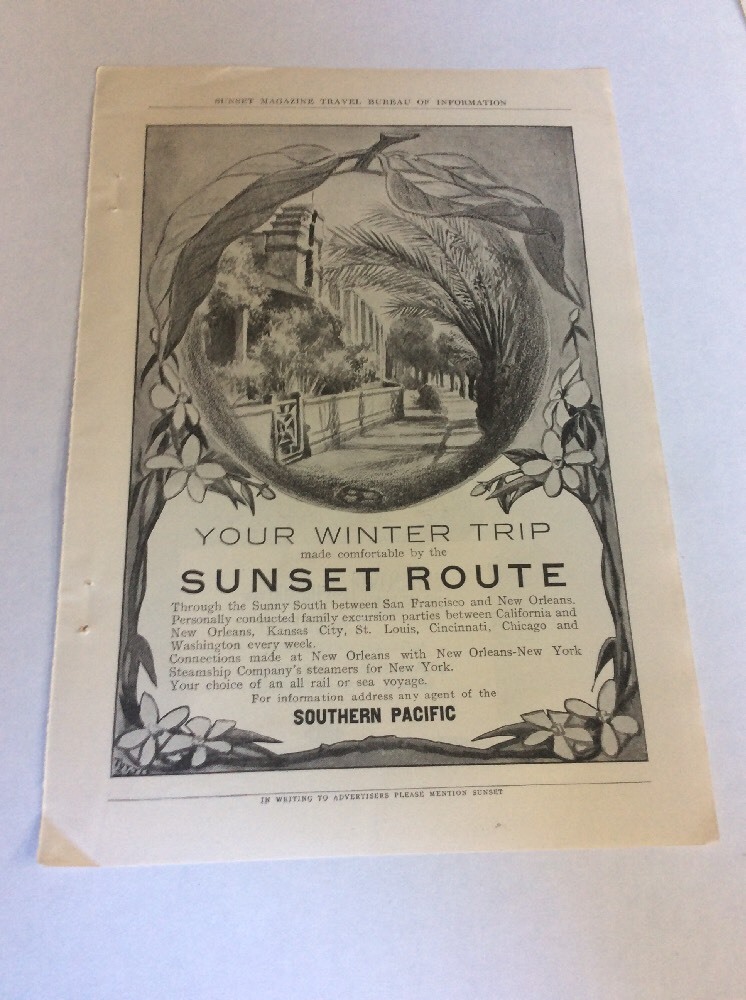 SUNSET MAGAZINE TRAVEL BUREAU OF INFORMATION
YOUR WINTER TRIP
made comfortable by the
SUNSET ROUTE
Through the Sunny South between San Francisco and New Orleans.
Personally conducted family excursion parties between California and
New Orleans, Kansas City, St. Louis, Cincinnati, Chicago and
Washington every week.
Connections made at New Orleans with New Orleans-New York
Steamship Company's steamers for New York.
Your choice of an all rail or sea voyage.
For information address any agent of the
SOUTHERN PACIFIC
IN WRITING TO ADVERTISERS PLEASE MENTION SUNSET